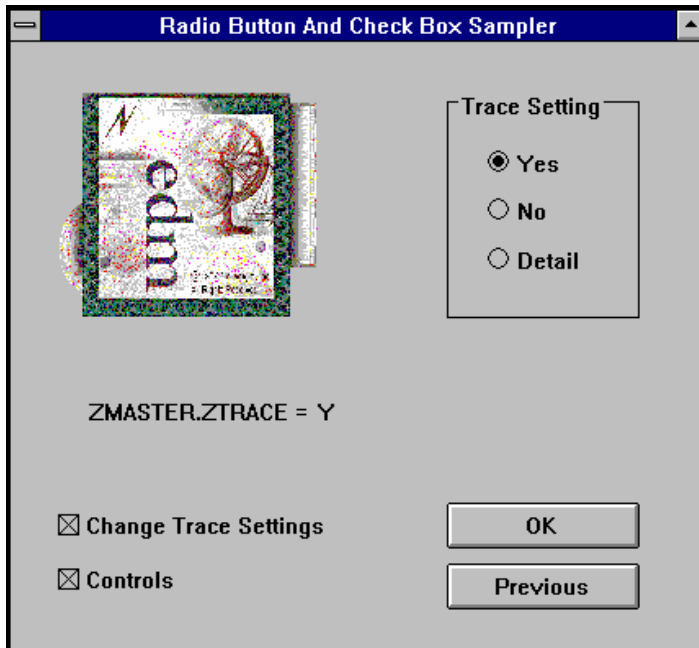 Radio Button And Check Box Sampler
edm
Trace Setting
Yes
No
Detail
ZMASTER.ZTRACE = Y
Change Trace Settings
Controls
OK
Previous